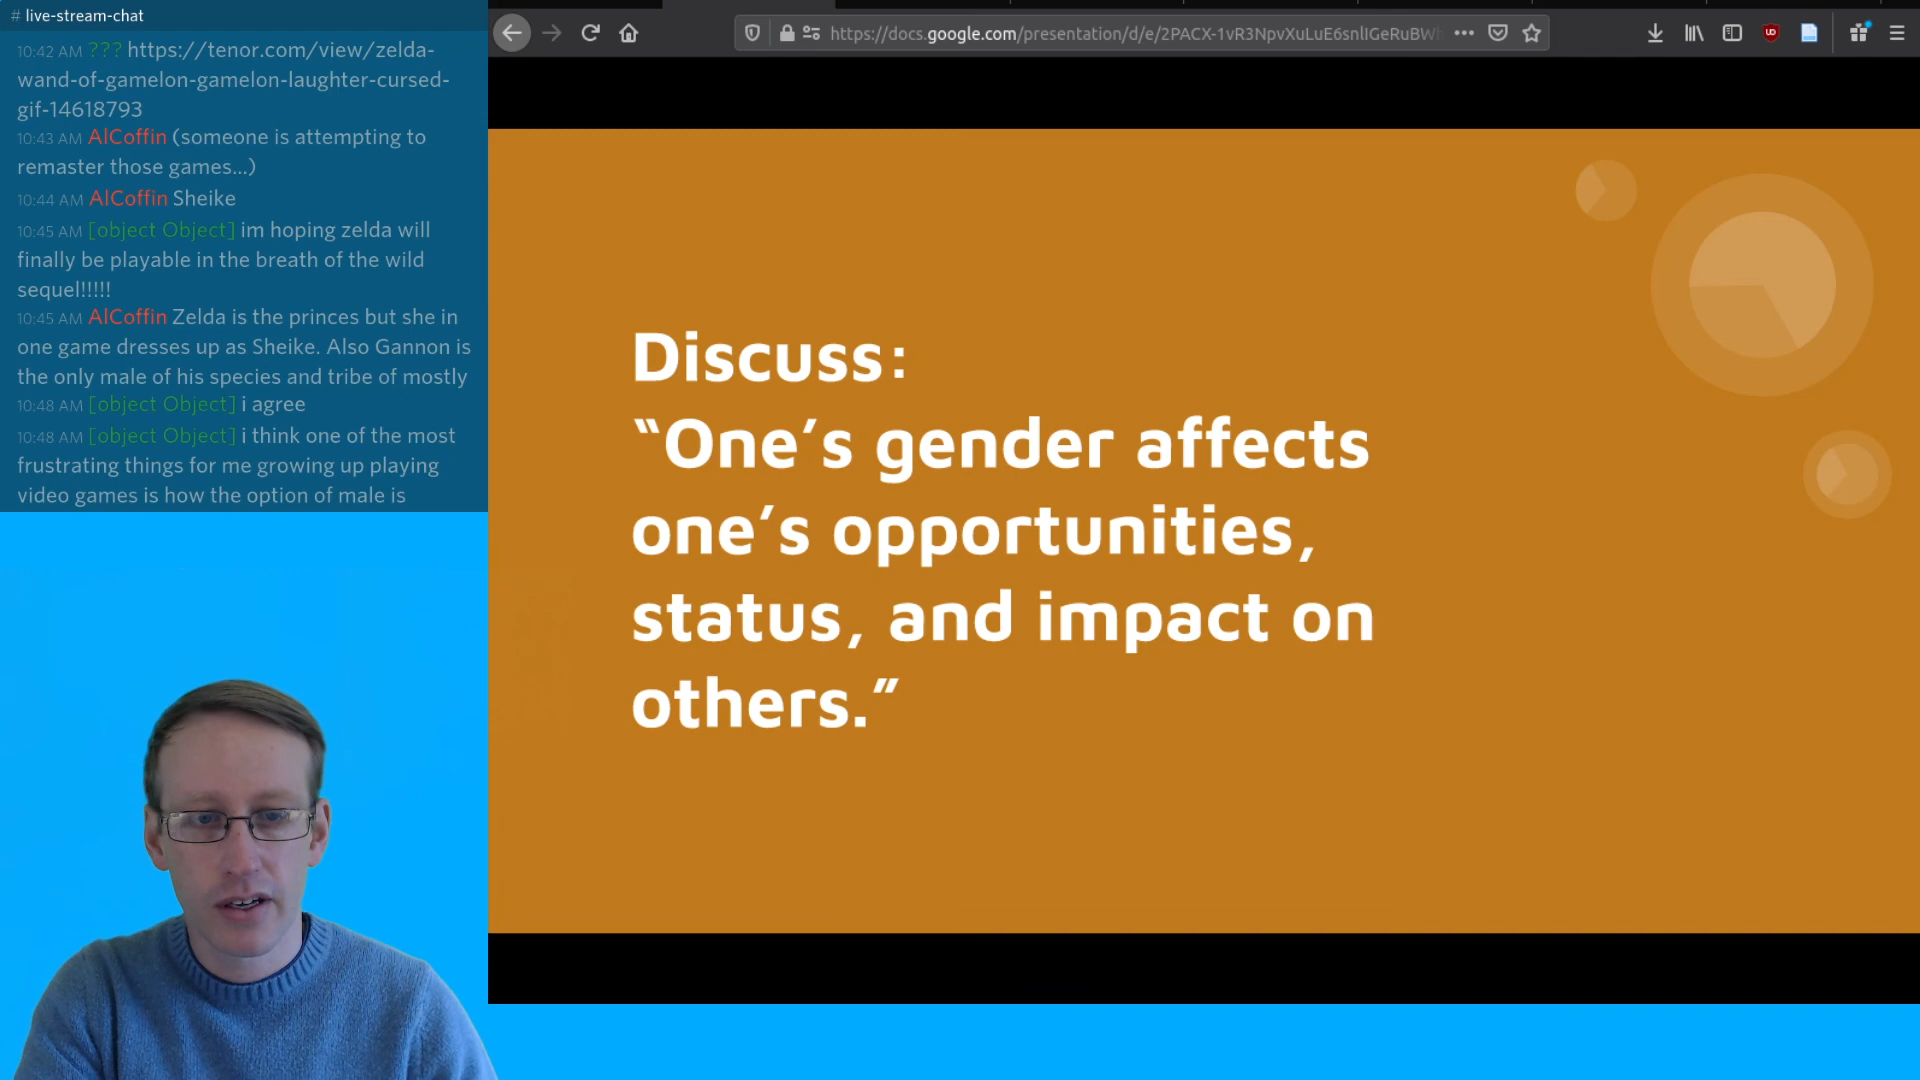 # live-stream-chat
10:42 AM ??? https://tenor.com/view/zelda-
wand-of-gamelon-gamelon-laughter-cursed-
gif-14618793
10:43 AM AlCoffin (someone is attempting to
remaster those games...)
10:44 AM AlCoffin Sheike
10:45 AM [object Object] im hoping zelda will
finally be playable in the breath of the wild
sequel!!!!!
10:45 AM AlCoffin Zelda is the princes but she in
one game dresses up as Sheike. Also Gannon is
the only male of his species and tribe of mostly
10:48 AM [object Object] i agree
10:48 AM [object Object] i think one of the most
frustrating things for me growing up playing
video games is how the option of male is
https://docs.google.com/presentation/d/e/2PACX-1vR3NpvXuLuE6snlIGeRuBW
Discuss:
“One’s gender affects
one’s opportunities,
status, and impact on
others.”